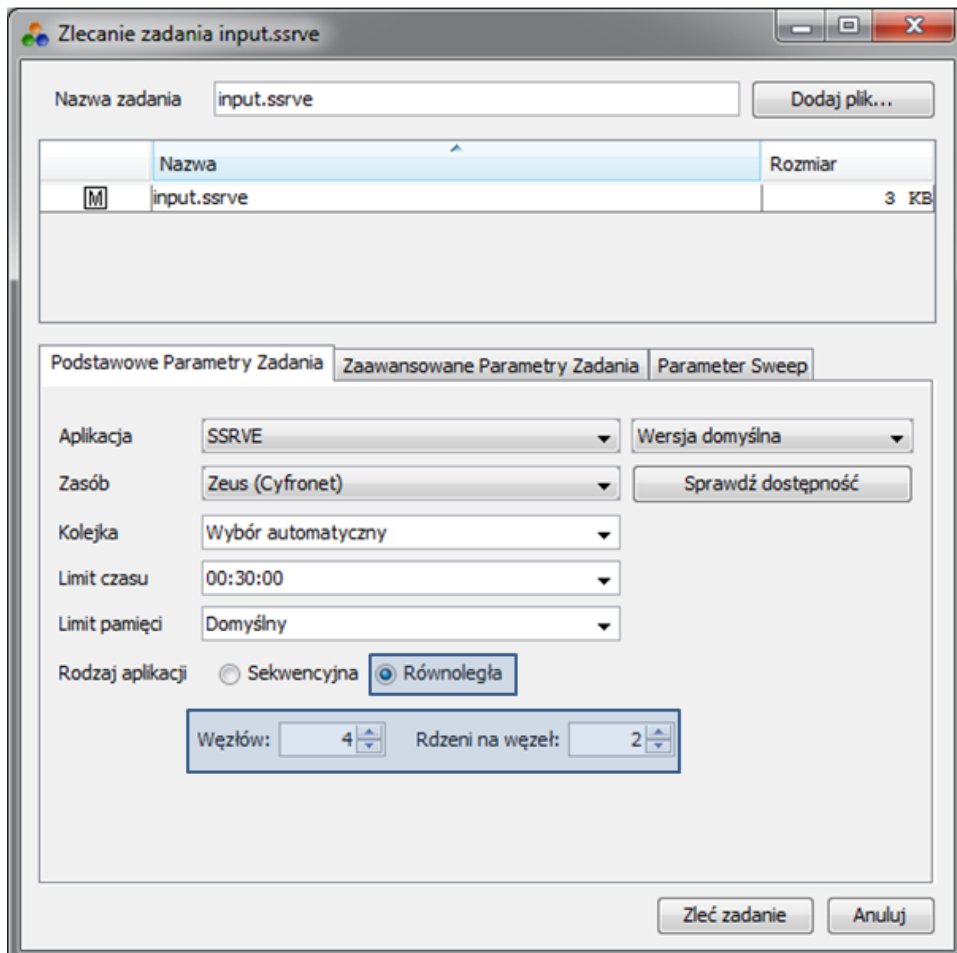 Zlecanie zadania input.ssrve
Nazwa zadania input.ssrve Dodaj plik...
Nazwa Rozmiar
M input.ssrve 3 KB
Podstawowe Parametry Zadania Zaawansowane Parametry Zadania Parameter Sweep
Aplikacja SSRVE Wersja domyślna
Zasób Zeus (Cyfronet) Sprawdź dostępność
Kolejka Wybór automatyczny
Limit czasu 00:30:00
Limit pamięci Domyślny
Rodzaj aplikacji Sekwencyjna Równoległa
Węzłów: 4 Rdzeni na węzeł: 2
Zleć zadanie Anuluj